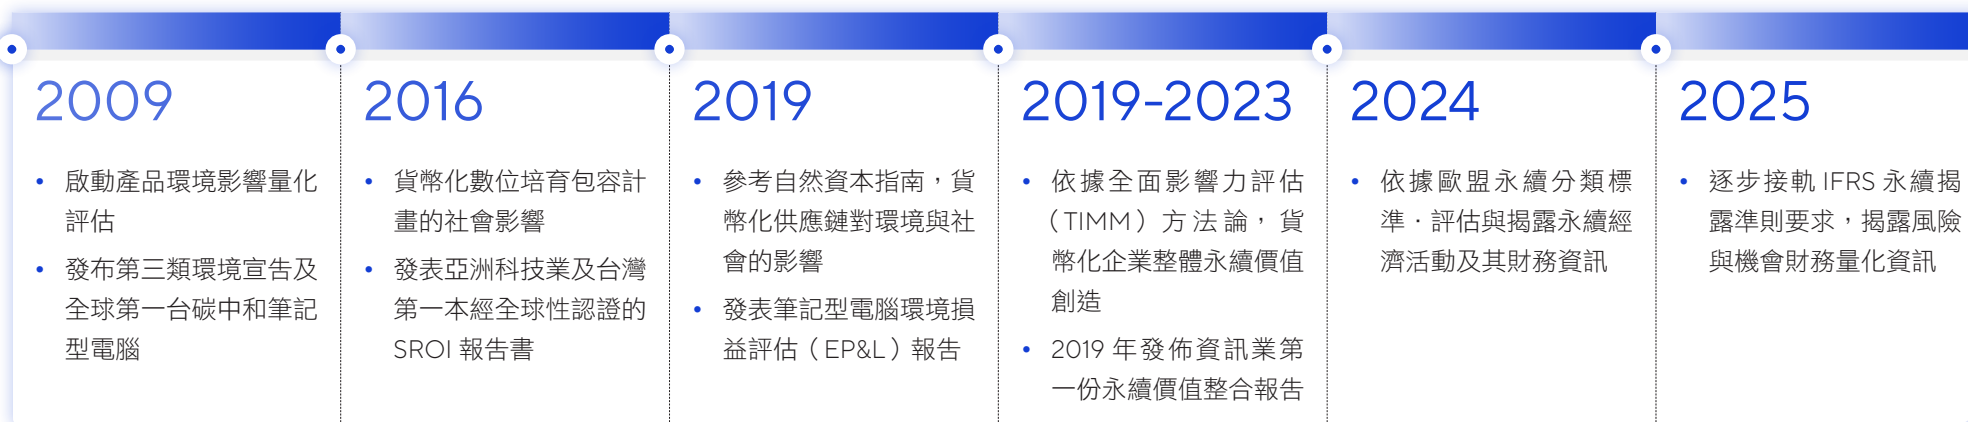 2009
• 啟動產品環境影響量化
評估
• 發布第三類環境宣告及
全球第一台碳中和筆記
型電腦
2016
• 貨幣化數位培育包容計
畫的社會影響
• 發表亞洲科技業及台灣
第一本經全球性認證的
SROI 報告書
2019
• 參考自然資本指南，貨
幣化供應鏈對環境與社
會的影響
• 發表筆記型電腦環境損
益評估（EP&L）報告
2019-2023
• 依據全面影響力評估
（TIMM）方法論，貨
幣化企業整體永續價值
創造
• 2019 年發佈資訊業第
一份永續價值整合報告
2024
• 依據歐盟永續分類標
準‧評估與揭露永續經
濟活動及其財務資訊
2025
• 逐步接軌 IFRS 永續揭
露準則要求，揭露風險
與機會財務量化資訊